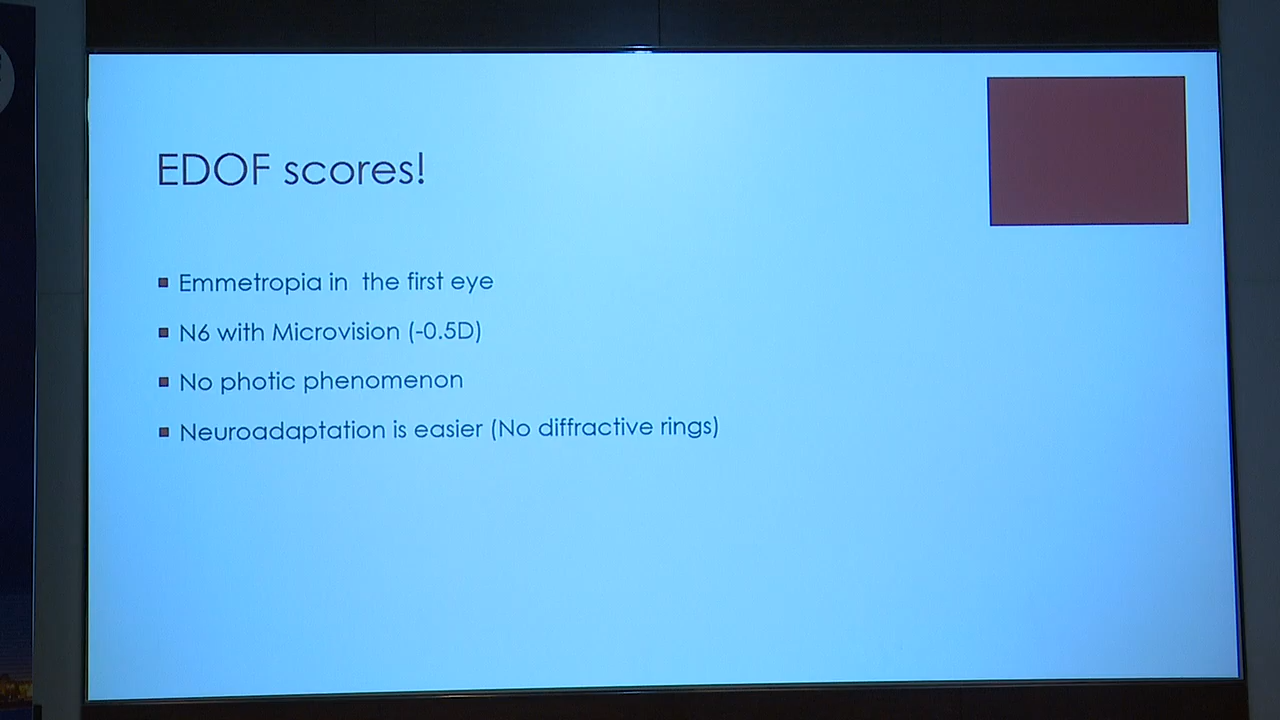 EDOF scores!
Emmetropia in the first eye
N6 with Microvision (-0.5D)
No photic phenomenon
Neuroadaptation is easier (No diffractive rings)